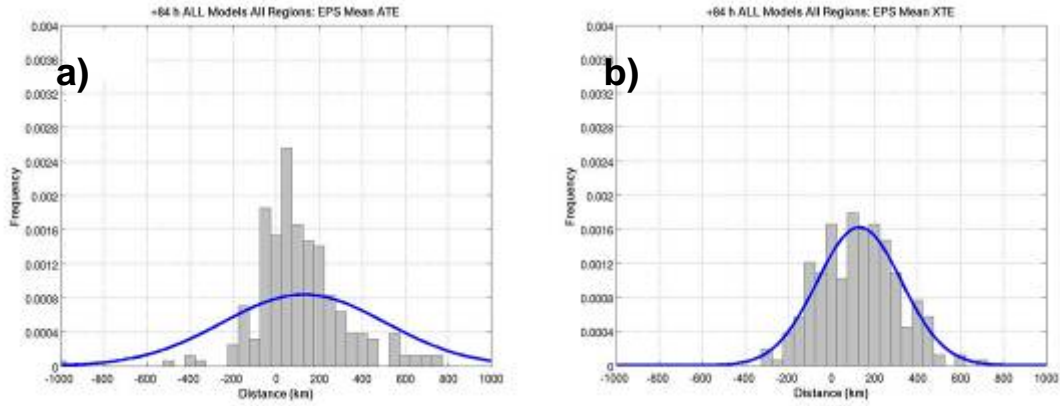 +84 h ALL Models All Regions: EPS Mean ATE
a)
0.004
0.0036
0.0032
0.0028
0.0024
0.002
0.0016
0.0012
0.0008
0.0004
0
Frequency
-1000 -800 -600 -400 -200 0 200 400 600 800 1000
Distance (km)
+84 h ALL Models All Regions: EPS Mean XTE
b)
0.004
0.0036
0.0032
0.0028
0.0024
0.002
0.0016
0.0012
0.0008
0.0004
0
Frequency
-1000 -800 -600 -400 -200 0 200 400 600 800 1000
Distance (km)